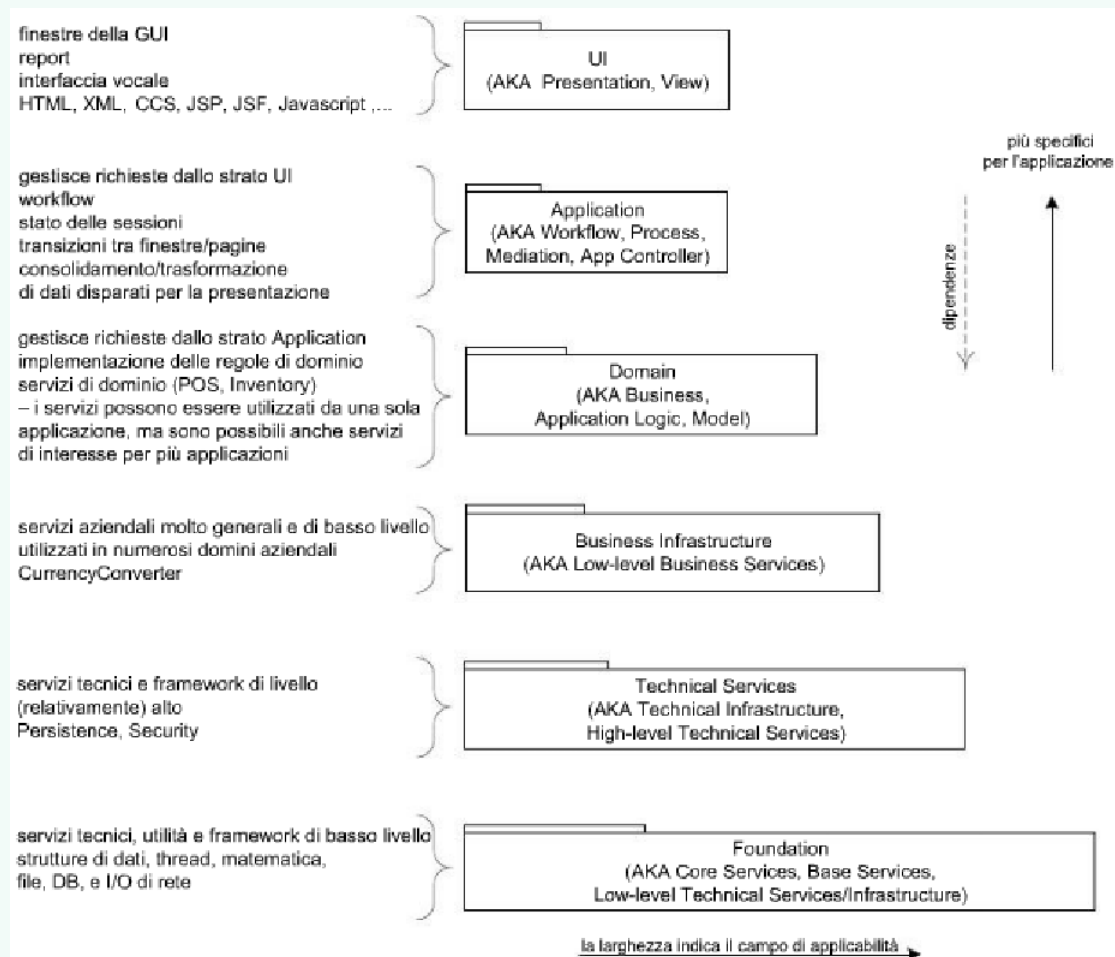 finestre della GUI
report
interfaccia vocale
HTML, XML, CCS, JSP, JSF, Javascript ,...
UI
(AKA Presentation, View)
più specifici
per l'applicazione
gestisce richieste dallo strato UI
workflow
stato delle sessioni
transizioni tra finestre/pagine
consolidamento/trasformazione
di dati disparati per la presentazione
Application
(AKA Workflow, Process,
Mediation, App Controller)
dipendenze
gestisce richieste dallo strato Application
implementazione delle regole di dominio
servizi di dominio (POS, Inventory)
– i servizi possono essere utilizzati da una sola
applicazione, ma sono possibili anche servizi
di interesse per più applicazioni
Domain
(AKA Business,
Application Logic, Model)
servizi aziendali molto generali e di basso livello
utilizzati in numerosi domini aziendali
CurrencyConverter
Business Infrastructure
(AKA Low-level Business Services)
servizi tecnici e framework di livello
(relativamente) alto
Persistence, Security
Technical Services
(AKA Technical Infrastructure,
High-level Technical Services)
servizi tecnici, utilità e framework di basso livello
strutture di dati, thread, matematica,
file, DB, e I/O di rete
Foundation
(AKA Core Services, Base Services,
Low-level Technical Services/Infrastructure)
la larghezza indica il campo di applicabilità